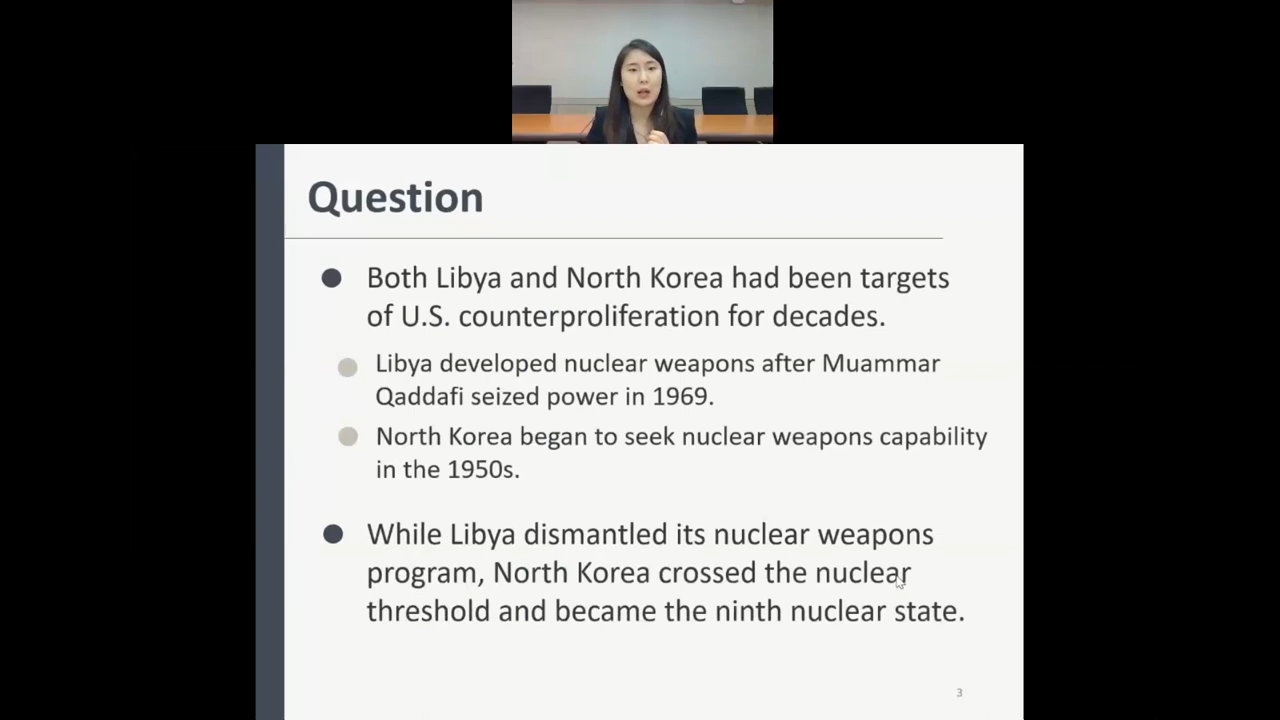 Question
Both Libya and North Korea had been targets
of U.S. counterproliferation for decades.
Libya developed nuclear weapons after Muammar
Qaddafi seized power in 1969.
North Korea began to seek nuclear weapons capability
in the 1950s.
While Libya dismantled its nuclear weapons
program, North Korea crossed the nuclear
threshold and became the ninth nuclear state.
3